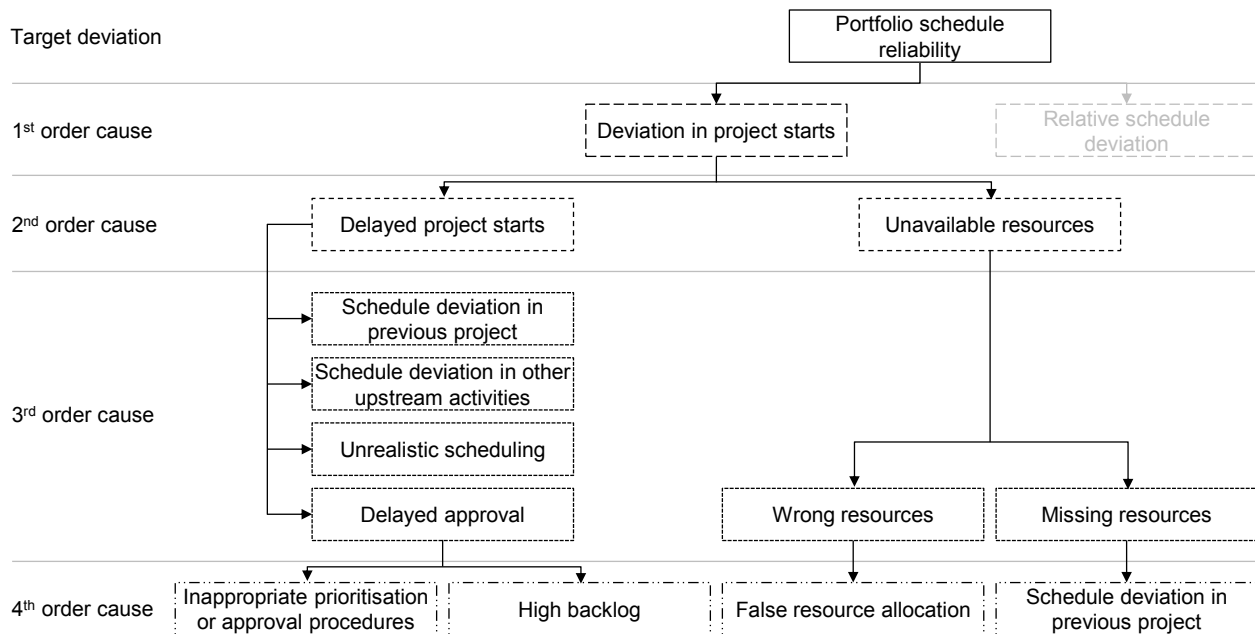 Target deviation
Portfolio schedule
reliability
1st order cause
Deviation in project starts
Relative schedule
deviation
2nd order cause
Delayed project starts
Unavailable resources
3rd order cause
Schedule deviation in
previous project
Schedule deviation in other
upstream activities
Unrealistic scheduling
Delayed approval
Wrong resources
Missing resources
4th order cause
Inappropriate prioritisation
or approval procedures
High backlog
False resource allocation
Schedule deviation in
previous project